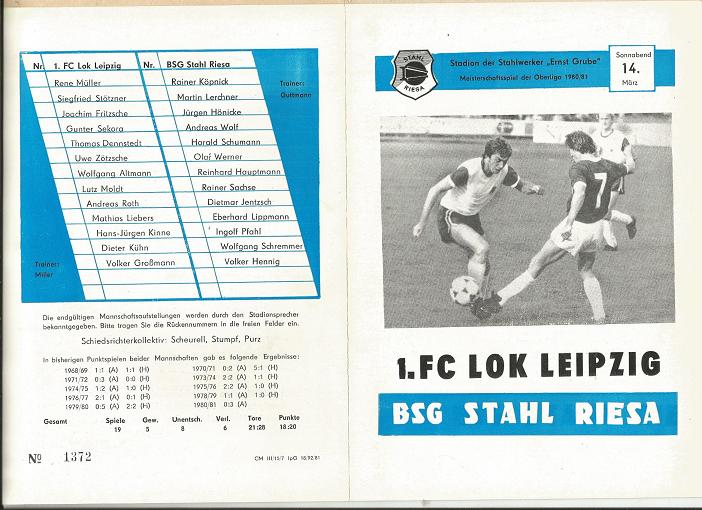 Nr. 1. FC Lok Leipzig Nr. BSG Stahl Riesa
Rene Müller Rainer Köpnick
Siegfried Stötzner Martin Lerchner
Joachim Fritzsche Jürgen Hönicke
Gunter Sekora Andreas Wolf
Thomas Dennstedt Harald Schumann
Uwe Zötzsche Olaf Werner
Wolfgang Altmann Reinhard Hauptmann
Lutz Moldt Rainer Sachse
Andreas Roth Dietmar Jentzsch
Mathias Liebers Eberhard Lippmann
Hans-Jürgen Kinne Ingolf Pfahl
Dieter Kühn Wolfgang Schremmer
Volker Großmann Volker Hennig
Trainer:
Guttmann
Trainer:
Miller
Die endgültigen Mannschaftsaufstellungen werden durch den Stadionsprecher
bekanntgegeben. Bitte tragen Sie die Rückennummern in die freien Felder ein.
Schiedsrichterkollektiv: Scheurell, Stumpf, Purz
In bisherigen Punktspielen beider Mannschaften gab es folgende Ergebnisse:
1968/69 1:1 (A) 1:1 (H) 1970/71 0:2 (A) 5:1 (H)
1971/72 0:3 (A) 0:0 (H) 1973/74 2:2 (A) 1:1 (H)
1974/75 1:2 (A) 1:0 (H) 1975/76 2:2 (A) 1:0 (H)
1976/77 2:1 (A) 0:1 (H) 1978/79 1:1 (A) 1:0 (H)
1979/80 0:5 (A) 2:2 (H) 1980/81 0:3 (A)
Gesamt Spiele Gew. Unentsch. Verl. Tore Punkte
19 5 8 6 21:28 18:20
No 1372
CM III/15/7 IpG 18/92/81
STAHL
RIESA
Stadion der Stahlwerker „Ernst Grube"
Meisterschaftsspiel der Oberliga 1980/81
Sonnabend
14.
März
7
1. FC LOK LEIPZIG
BSG STAHL RIESA